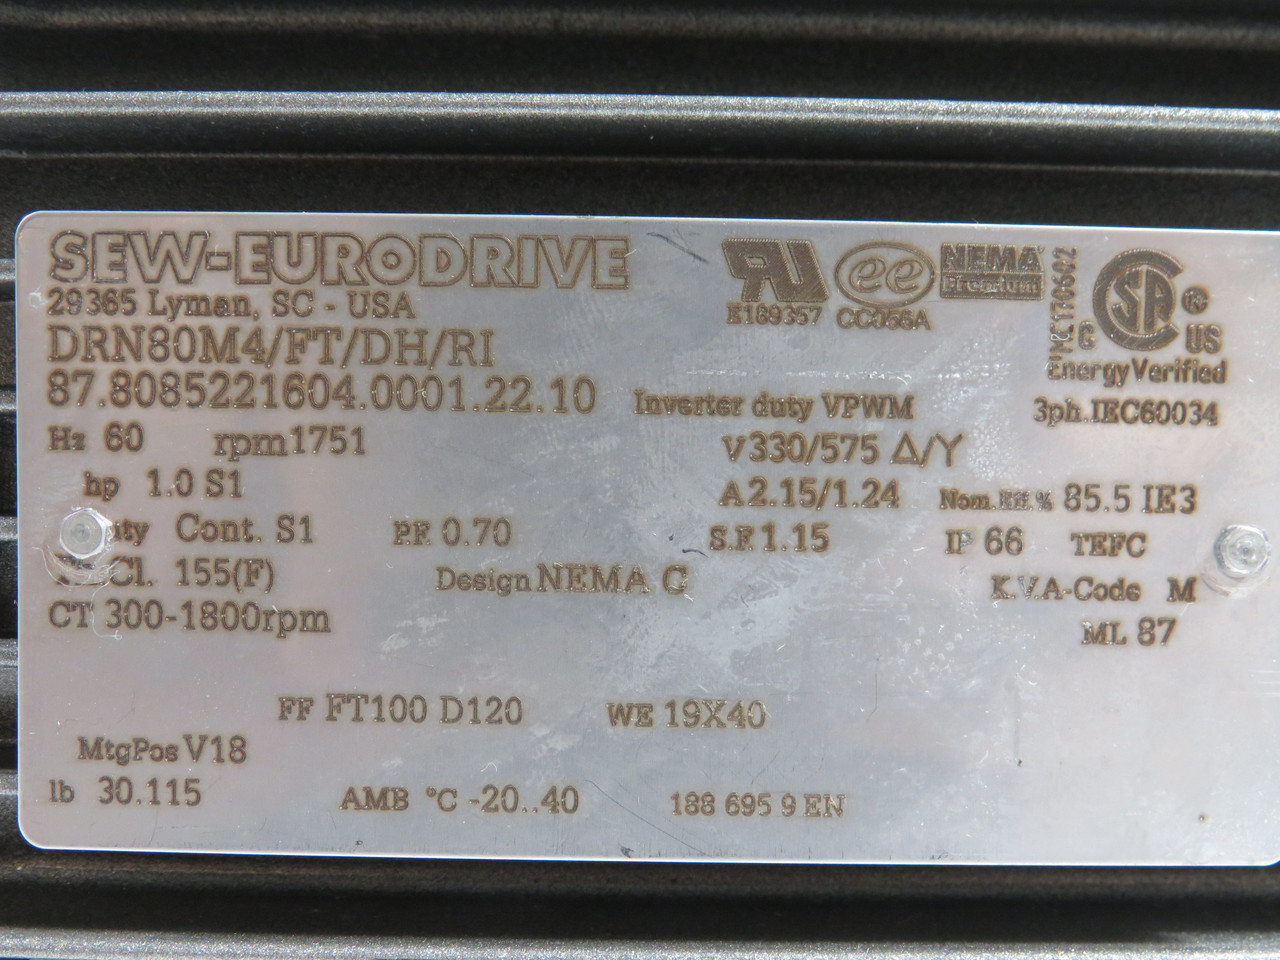 SEW-EURODRIVE
29365 Lyman, SC - USA
DRN80M4/FT/DH/RI
87.8085221604.0001.22.10
RU
E189357
ee
CC056A
NEMA
Premium
CSA
C US
Energy Verified
Inverter duty VPWM
3ph.IEC60034
Hz 60 rpm1751 V330/575 Δ/Y
hp 1.0 S1 A2.15/1.24 Nom.Eff.% 85.5 IE3
Cont. S1 P.F. 0.70 S.F.1.15 IP 66 TEFC
Cl. 155(F) Design NEMA C K.V.A-Code M
CT 300-1800rpm ML 87
FF FT100 D120 WE 19X40
MtgPos V18
lb 30.115 AMB °C -20..40 188 695 9 EN